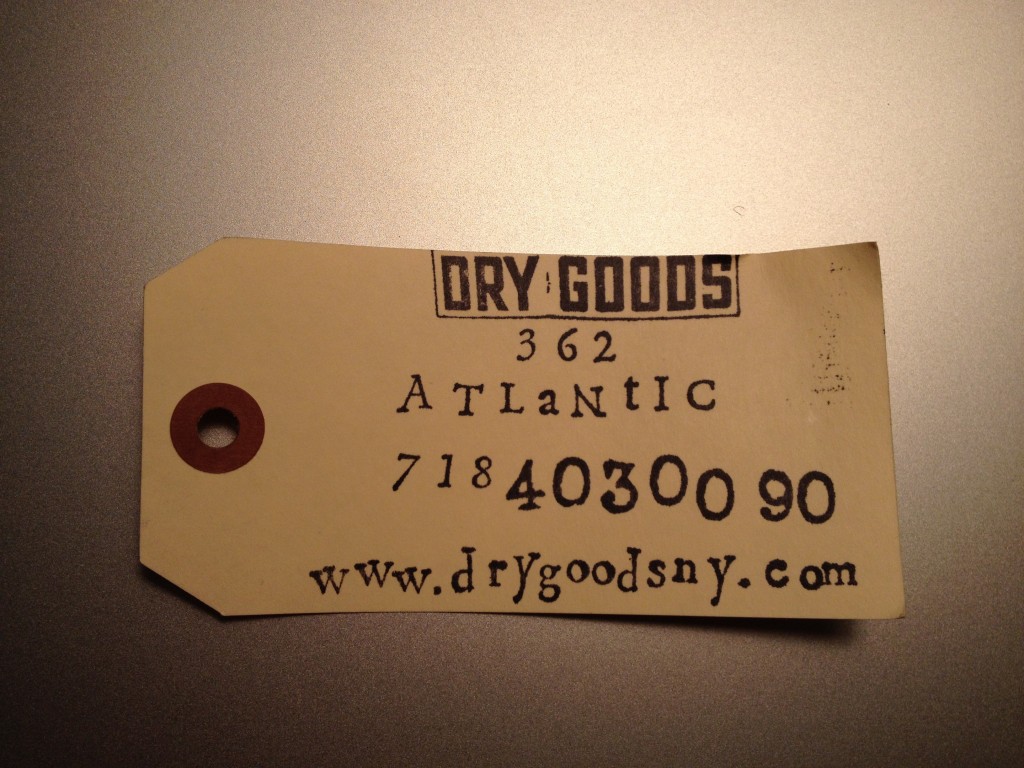 DRY GOODS
362
ATLaNtIC
718 4030090
www.drygoodsny.com